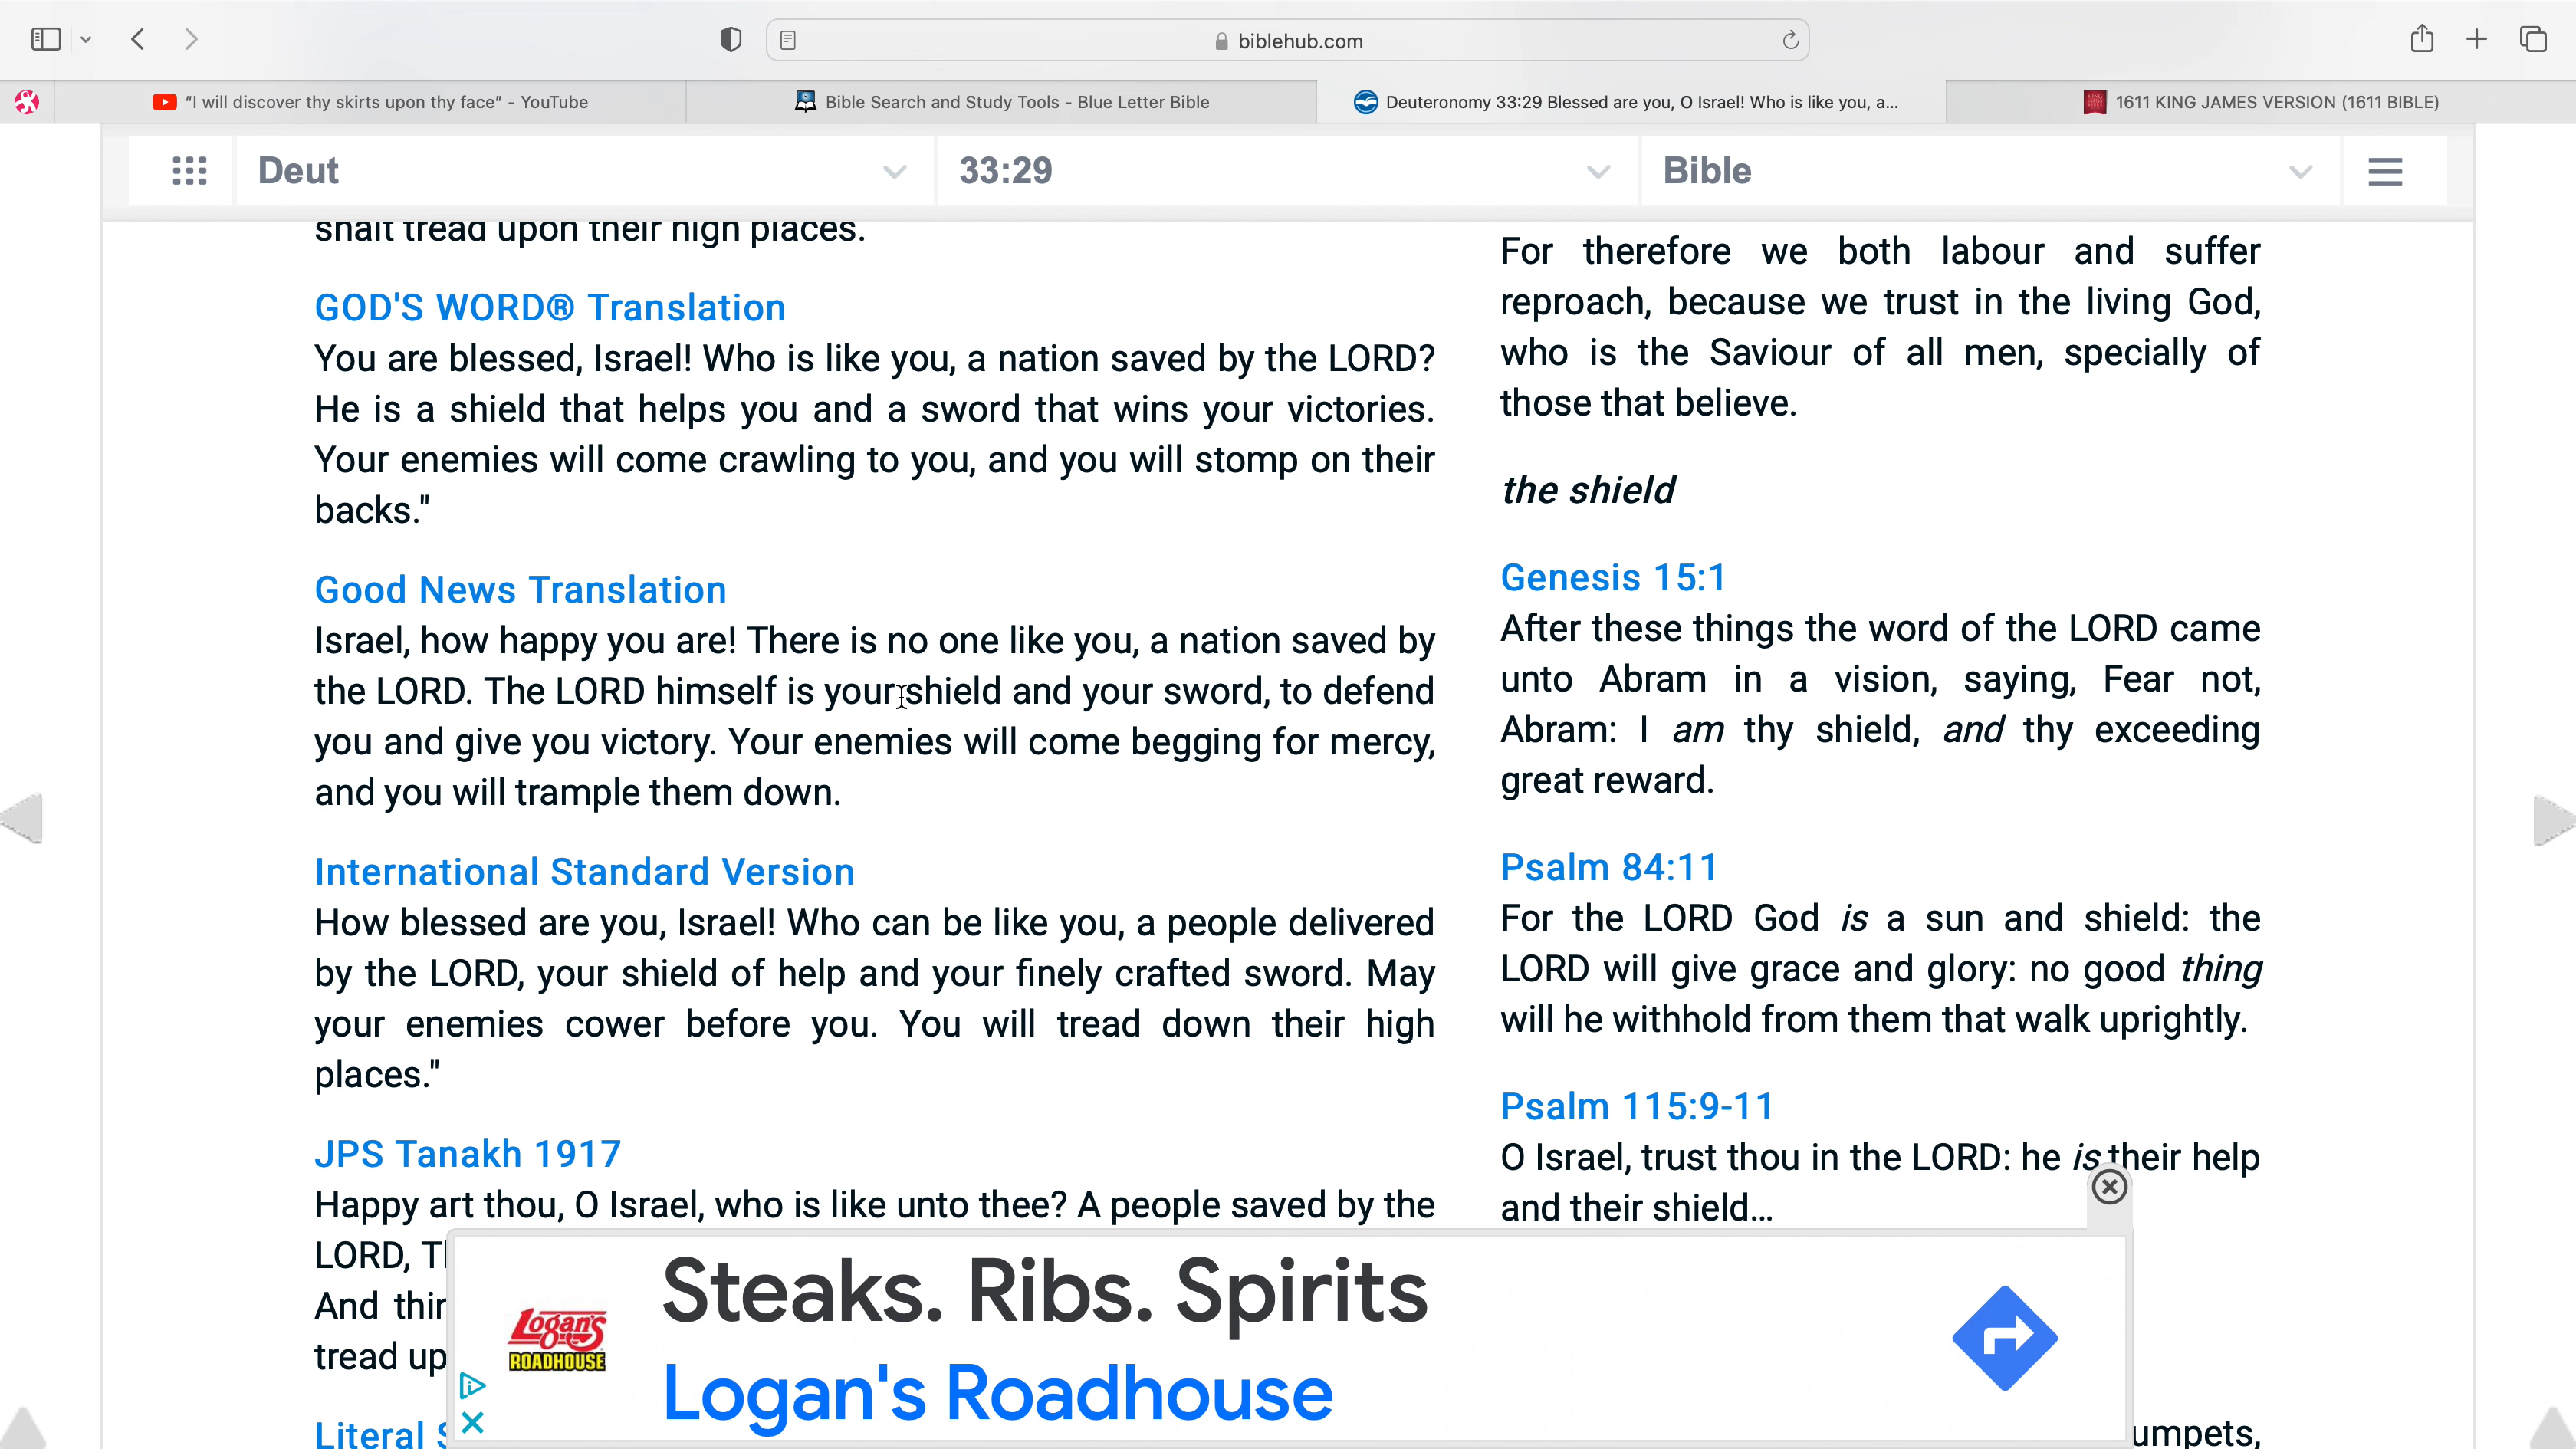 biblehub.com
"I will discover thy skirts upon thy face" - YouTube
Bible Search and Study Tools - Blue Letter Bible
Deuteronomy 33:29 Blessed are you, O Israel! Who is like you, a...
1611 KING JAMES VERSION (1611 BIBLE)
Deut
33:29
Bible
shalt tread upon their high places.
GOD'S WORD® Translation
You are blessed, Israel! Who is like you, a nation saved by the LORD?
He is a shield that helps you and a sword that wins your victories.
Your enemies will come crawling to you, and you will stomp on their
backs."
Good News Translation
Israel, how happy you are! There is no one like you, a nation saved by
the LORD. The LORD himself is your shield and your sword, to defend
you and give you victory. Your enemies will come begging for mercy,
and you will trample them down.
International Standard Version
How blessed are you, Israel! Who can be like you, a people delivered
by the LORD, your shield of help and your finely crafted sword. May
your enemies cower before you. You will tread down their high
places."
JPS Tanakh 1917
Happy art thou, O Israel, who is like unto thee? A people saved by the
LORD,
And
tread
Literal
For therefore we both labour and suffer
reproach, because we trust in the living God,
who is the Saviour of all men, specially of
those that believe.
the shield
Genesis 15:1
After these things the word of the LORD came
unto Abram in a vision, saying, Fear not,
Abram: I am thy shield, and thy exceeding
great reward.
Psalm 84:11
For the LORD God is a sun and shield: the
LORD will give grace and glory: no good thing
will he withhold from them that walk uprightly.
Psalm 115:9-11
O Israel, trust thou in the LORD: he is their help
and their shield...
Logan's
ROADHOUSE
Steaks. Ribs. Spirits
Logan's Roadhouse